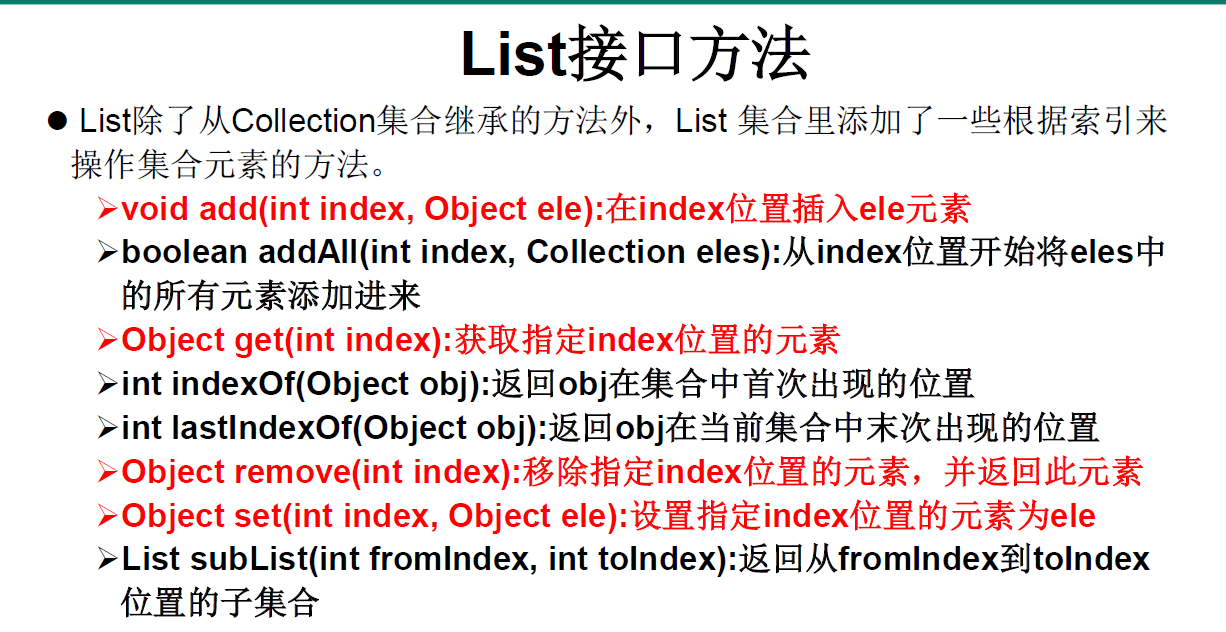 List接口方法
● List除了从Collection集合继承的方法外，List 集合里添加了一些根据索引来
操作集合元素的方法。
➢void add(int index, Object ele):在index位置插入ele元素
➢boolean addAll(int index, Collection eles):从index位置开始将eles中
的所有元素添加进来
➢Object get(int index):获取指定index位置的元素
➢int indexOf(Object obj):返回obj在集合中首次出现的位置
➢int lastIndexOf(Object obj):返回obj在当前集合中末次出现的位置
➢Object remove(int index):移除指定index位置的元素，并返回此元素
➢Object set(int index, Object ele):设置指定index位置的元素为ele
➢List subList(int fromIndex, int toIndex):返回从fromIndex到toIndex
位置的子集合